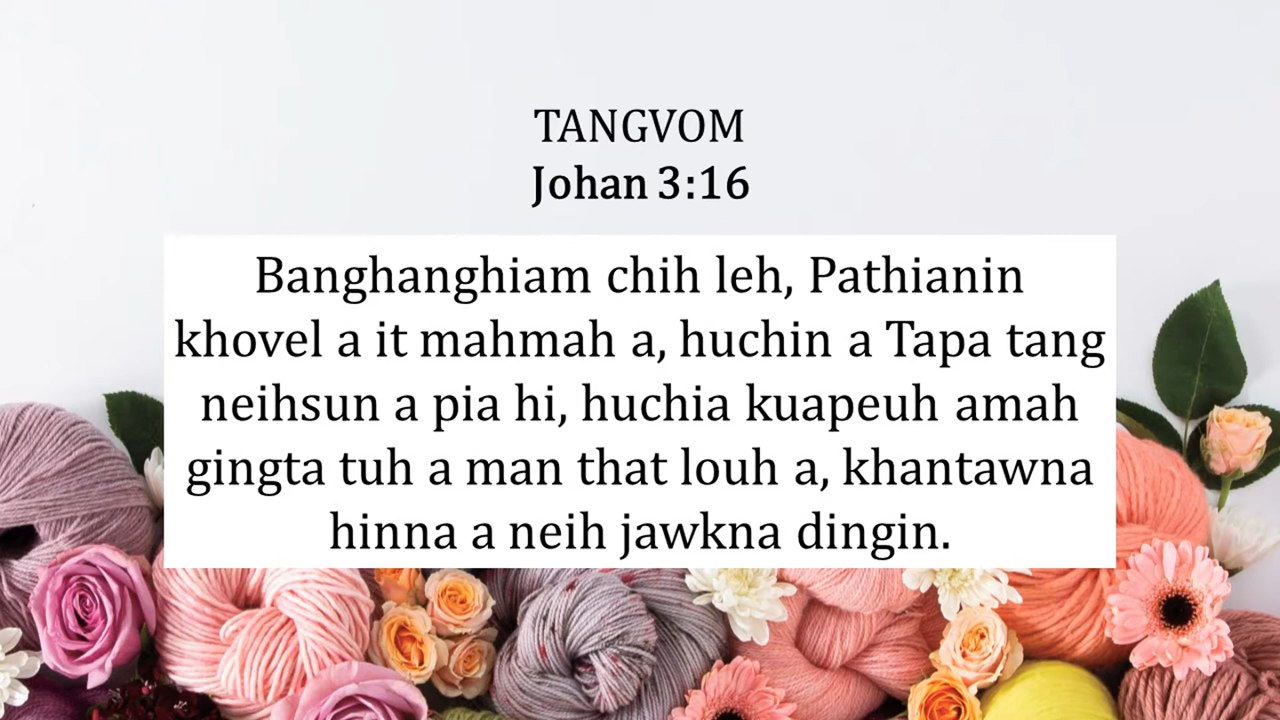 TANGVOM
Johan 3:16
Banghanghiam chih leh, Pathianin
khovel a it mahmah a, huchin a Tapa tang
neihsun a pia hi, huchia kuapeuh amah
gingta tuh a man that louh a, khantawna
hinna a neih jawkna dingin.